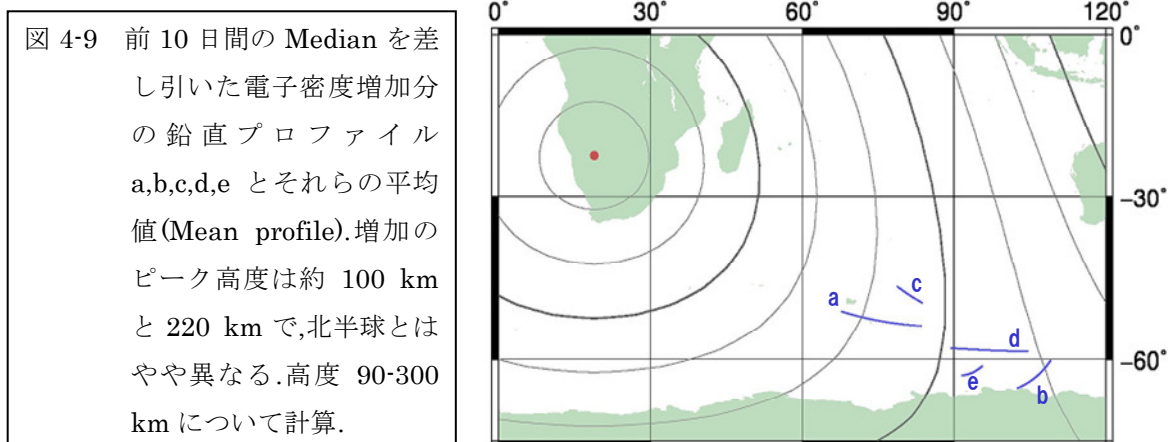 図 4-9 前 10 日間の Median を差
し引いた電子密度増加分
の鉛直プロファイル
a,b,c,d,e とそれらの平均
値(Mean profile).増加の
ピーク高度は約 100 km
と 220 km で,北半球とは
やや異なる.高度 90-300
km について計算.
0° 30° 60° 90° 120°
0°
−30°
−60°
a
c
d
e
b